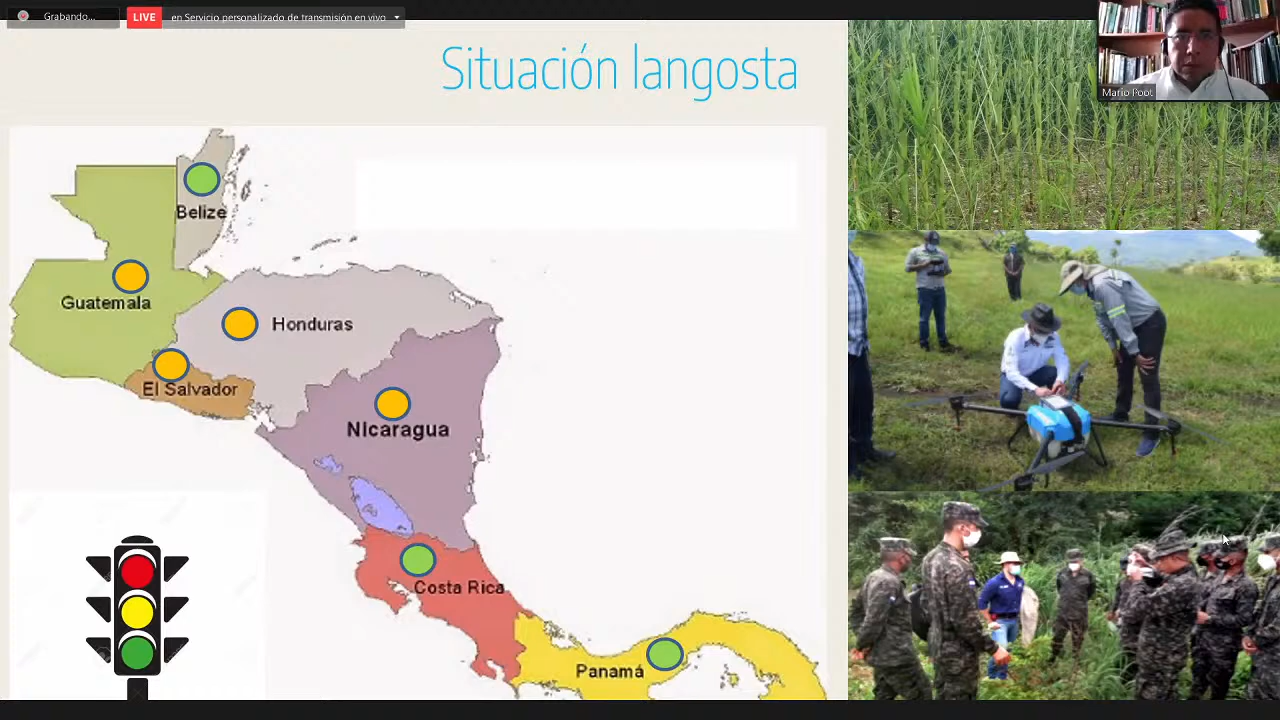 Grabando...
LIVE
en Servicio personalizado de transmisión en vivo
Situación langosta
Mario Poot
Belize
Guatemala
Honduras
El Salvador
Nicaragua
Costa Rica
Panamá